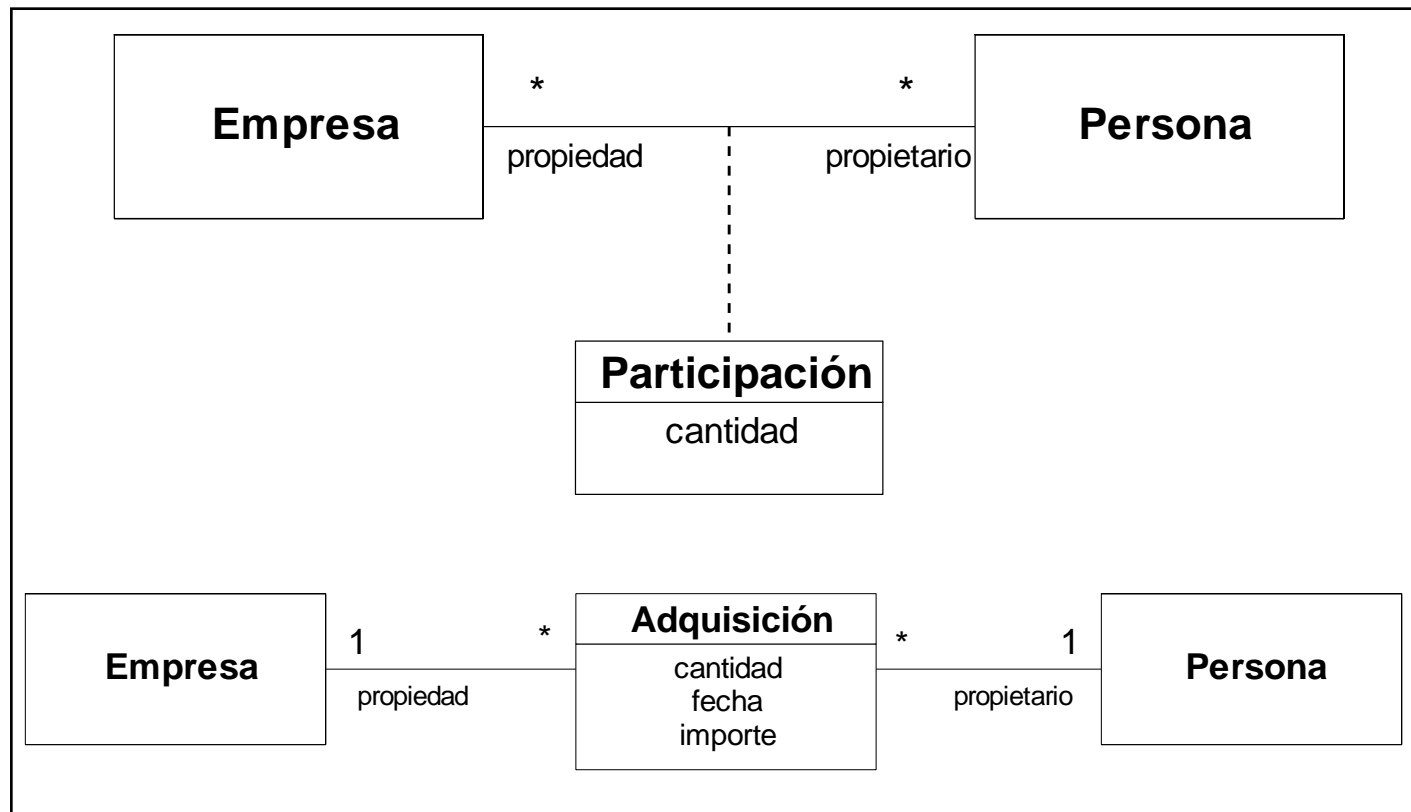 * *
Empresa Persona
propiedad propietario
Participación
cantidad
Adquisición
1 * * 1
Empresa Persona
cantidad
propiedad fecha propietario
importe